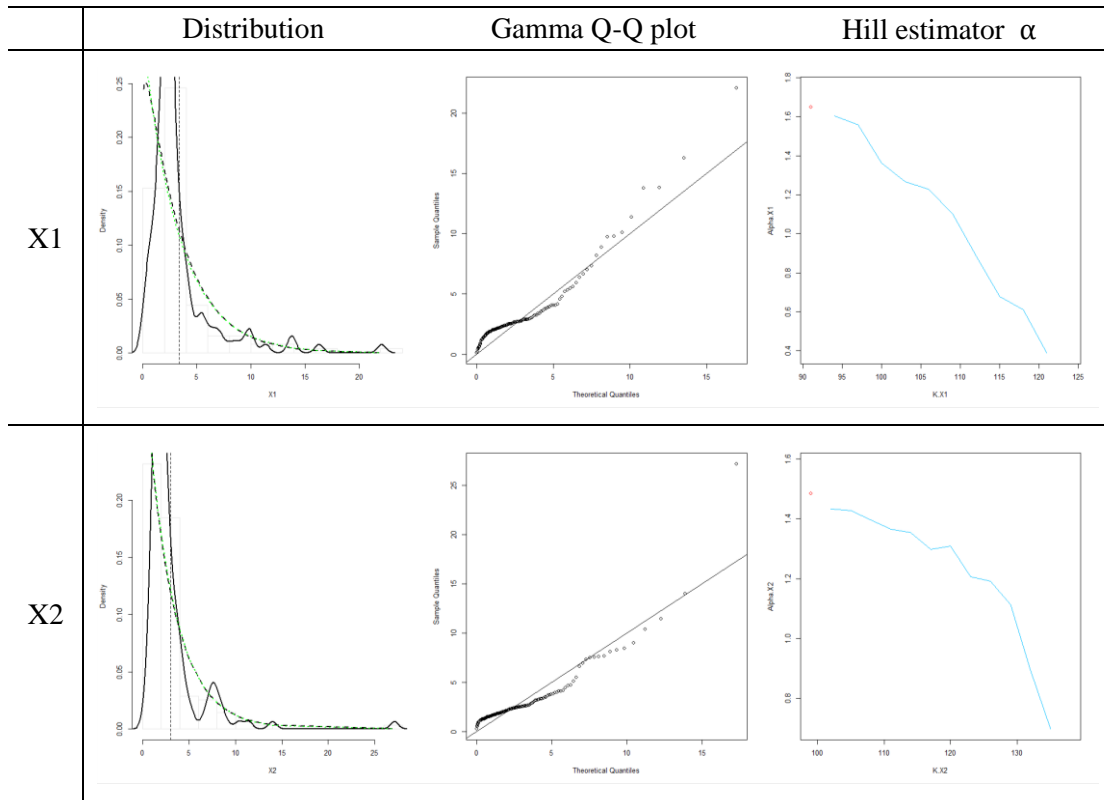 Distribution Gamma Q-Q plot Hill estimator α
X1
Density
0.00 0.05 0.10 0.15 0.20 0.25
0 5 10 15 20
X1
Sample Quantiles
0 5 10 15 20
0 5 10 15
Theoretical Quantiles
Alpha.X1
0.4 0.6 0.8 1.0 1.2 1.4 1.6 1.8
90 95 100 105 110 115 120 125
K.X1
X2
Density
0.00 0.05 0.10 0.15 0.20
0 5 10 15 20 25
X2
Sample Quantiles
0 5 10 15 20 25
0 5 10 15
Theoretical Quantiles
Alpha.X2
0.8 1.0 1.2 1.4 1.6
100 110 120 130
K.X2